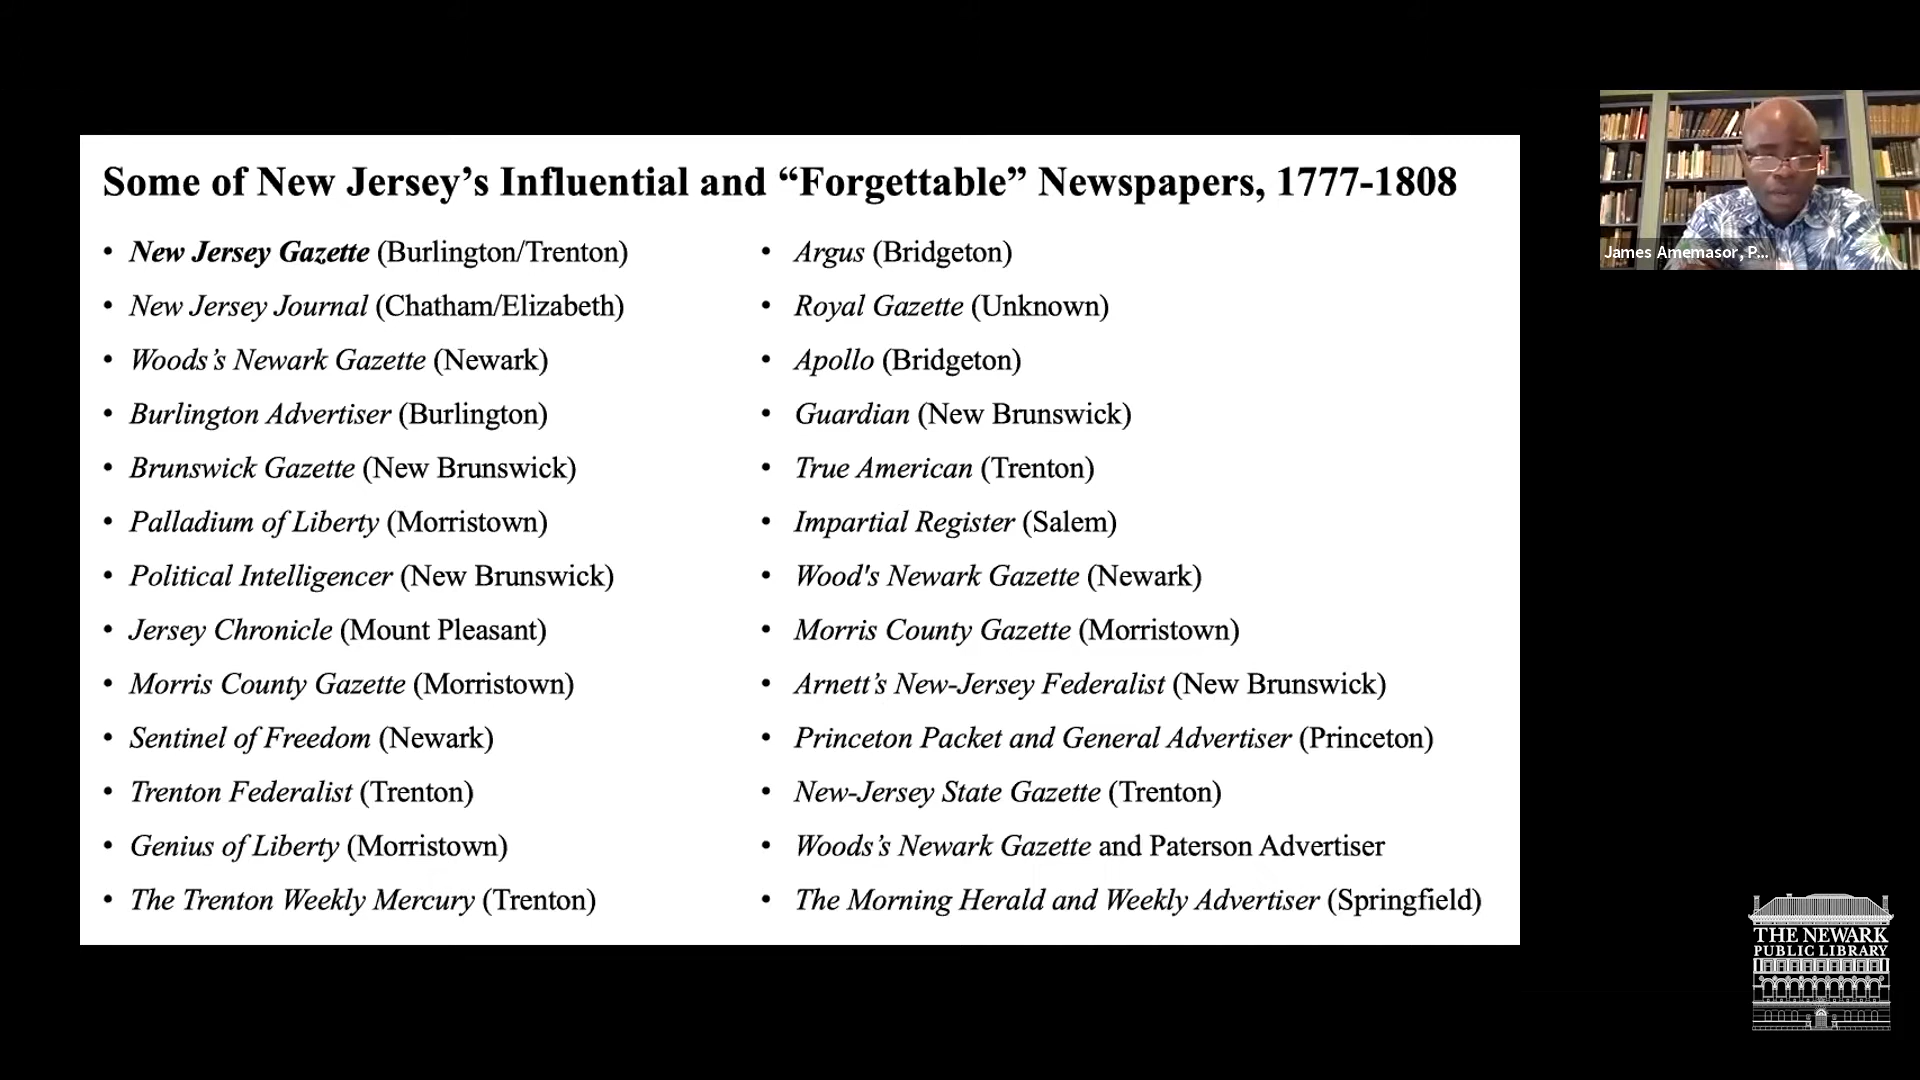 Some of New Jersey’s Influential and “Forgettable” Newspapers, 1777-1808
• New Jersey Gazette (Burlington/Trenton)
• New Jersey Journal (Chatham/Elizabeth)
• Woods’s Newark Gazette (Newark)
• Burlington Advertiser (Burlington)
• Brunswick Gazette (New Brunswick)
• Palladium of Liberty (Morristown)
• Political Intelligencer (New Brunswick)
• Jersey Chronicle (Mount Pleasant)
• Morris County Gazette (Morristown)
• Sentinel of Freedom (Newark)
• Trenton Federalist (Trenton)
• Genius of Liberty (Morristown)
• The Trenton Weekly Mercury (Trenton)
• Argus (Bridgeton)
• Royal Gazette (Unknown)
• Apollo (Bridgeton)
• Guardian (New Brunswick)
• True American (Trenton)
• Impartial Register (Salem)
• Wood's Newark Gazette (Newark)
• Morris County Gazette (Morristown)
• Arnett’s New-Jersey Federalist (New Brunswick)
• Princeton Packet and General Advertiser (Princeton)
• New-Jersey State Gazette (Trenton)
• Woods’s Newark Gazette and Paterson Advertiser
• The Morning Herald and Weekly Advertiser (Springfield)
James Amemasor, P...
THE NEWARK
PUBLIC LIBRARY